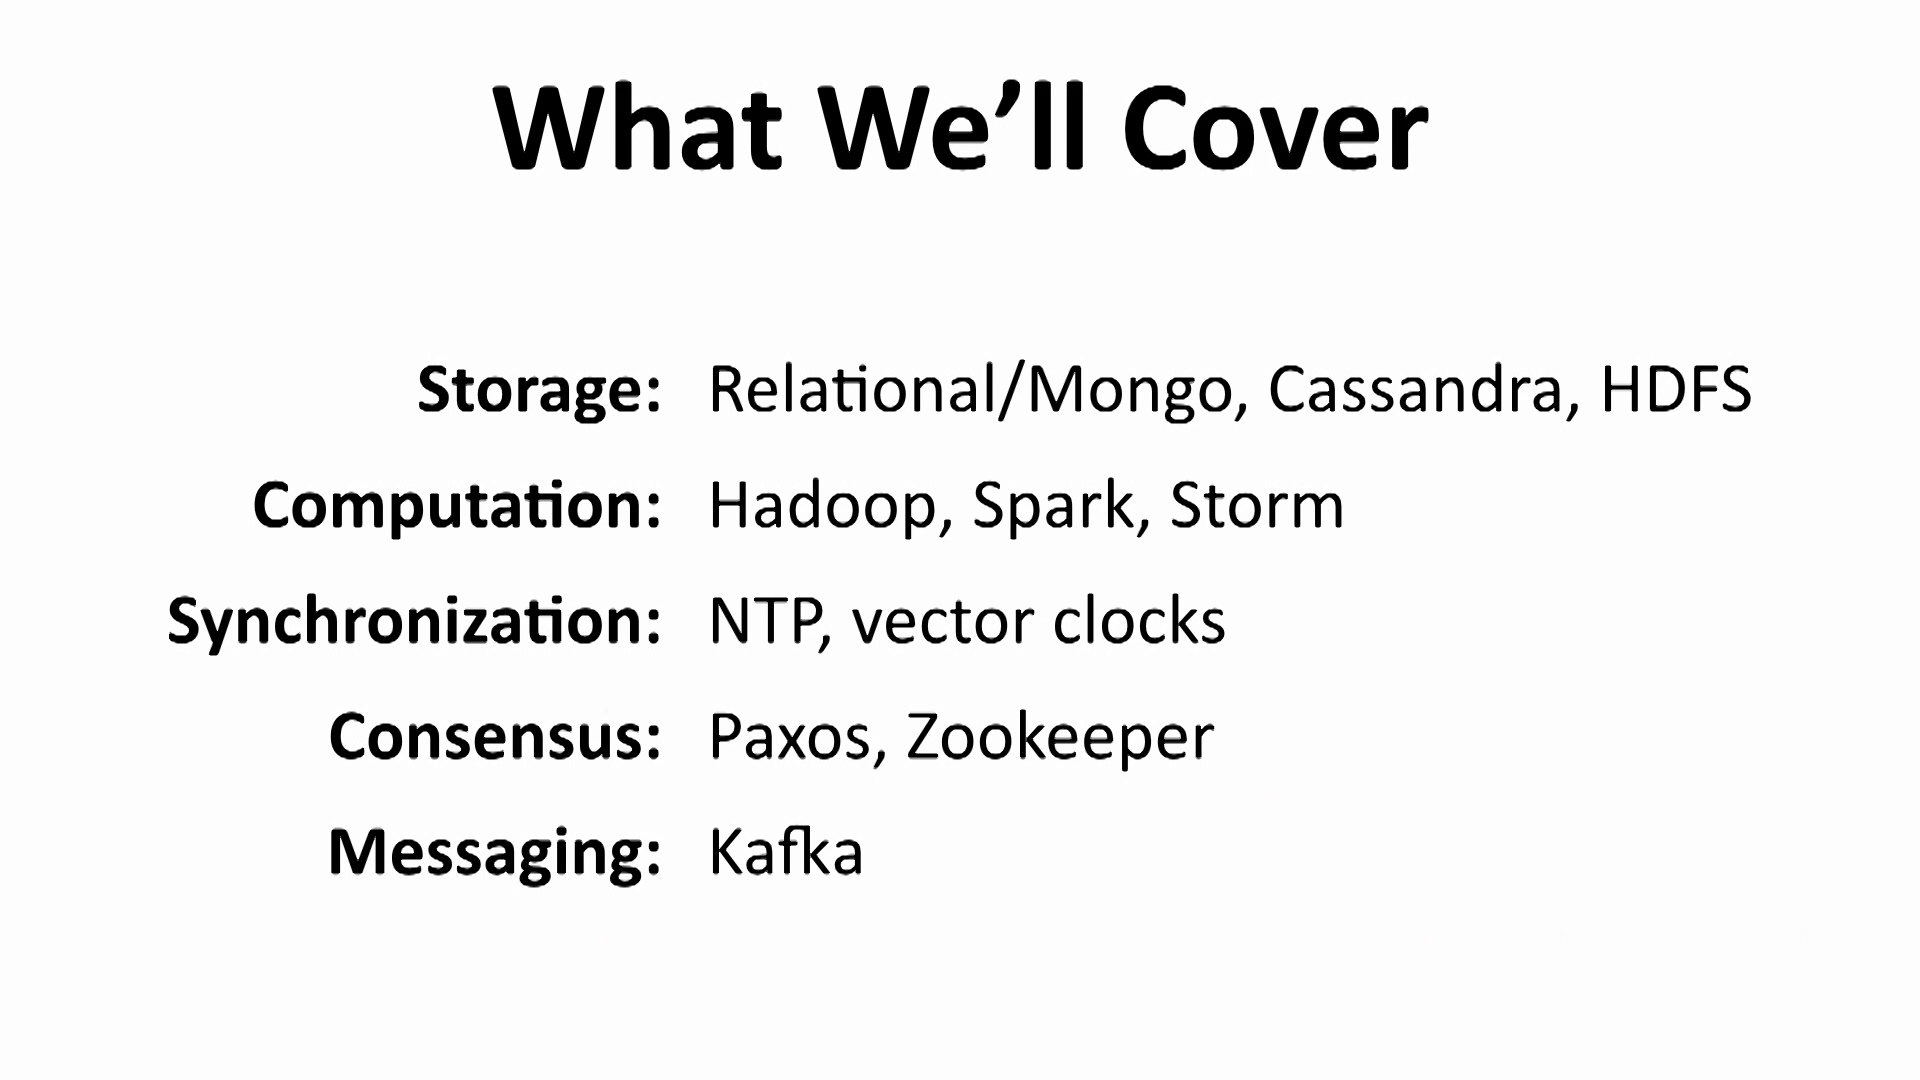 What We’ll Cover
Storage: Relational/Mongo, Cassandra, HDFS
Computation: Hadoop, Spark, Storm
Synchronization: NTP, vector clocks
Consensus: Paxos, Zookeeper
Messaging: Kafka